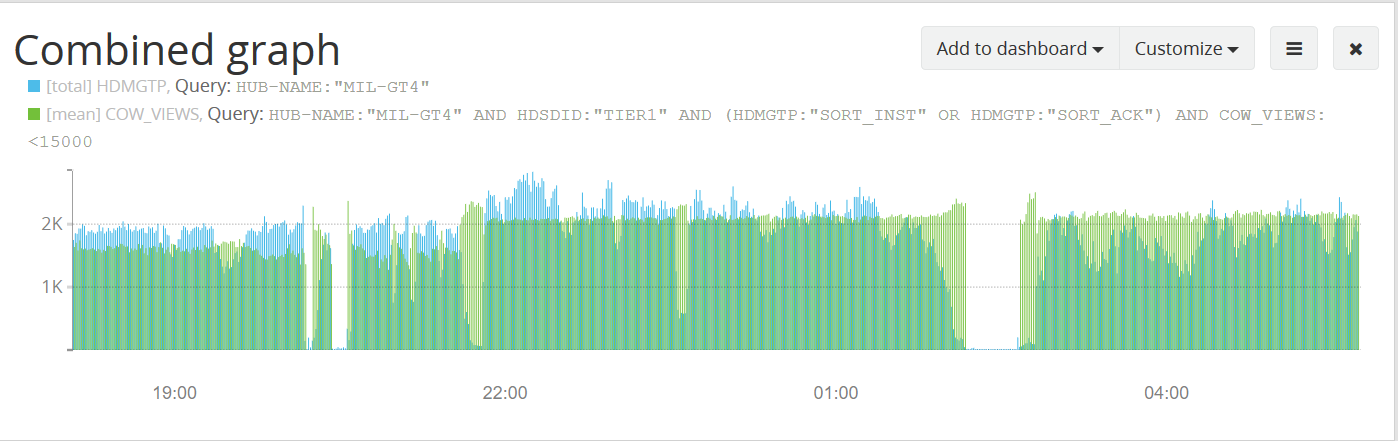 Combined graph
Add to dashboard Customize
[total] HDMGTP, Query: HUB-NAME:"MIL-GT4"
[mean] COW_VIEWS, Query: HUB-NAME:"MIL-GT4" AND HDSDID:"TIER1" AND (HDMGTP:"SORT_INST" OR HDMGTP:"SORT_ACK") AND COW_VIEWS:
<15000
2K
1K
19:00 22:00 01:00 04:00